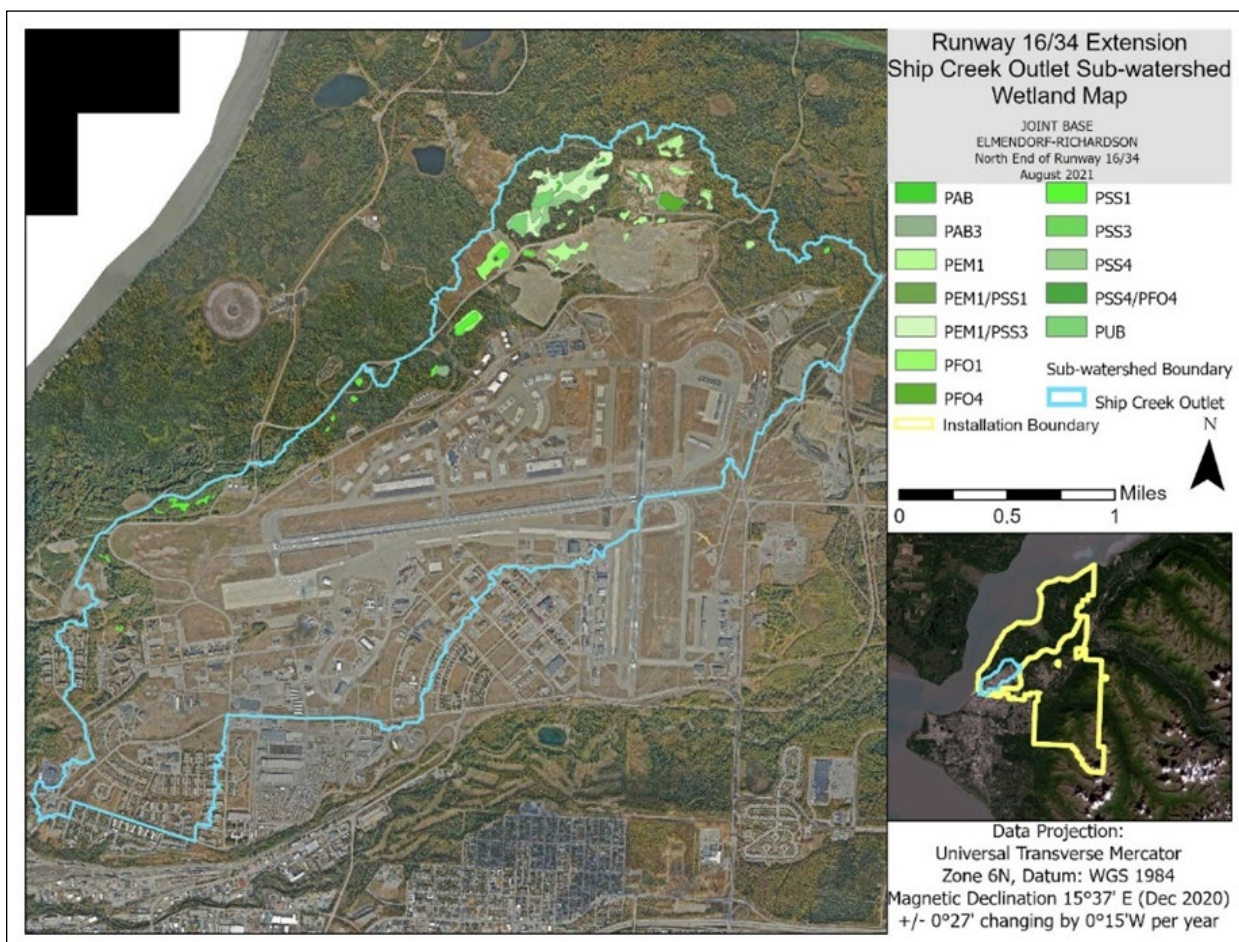 Runway 16/34 Extension
Ship Creek Outlet Sub-watershed
Wetland Map
JOINT BASE
ELMENDORF-RICHARDSON
North End of Runway 16/34
August 2021
PAB
PAB3
PEM1
PEM1/PSS1
PEM1/PSS3
PFO1
PFO4
Installation Boundary
PSS1
PSS3
PSS4
PSS4/PFO4
PUB
Sub-watershed Boundary
Ship Creek Outlet
N
Miles
0 0.5 1
Data Projection:
Universal Transverse Mercator
Zone 6N, Datum: WGS 1984
Magnetic Declination 15°37' E (Dec 2020)
+/- 0°27' changing by 0°15'W per year